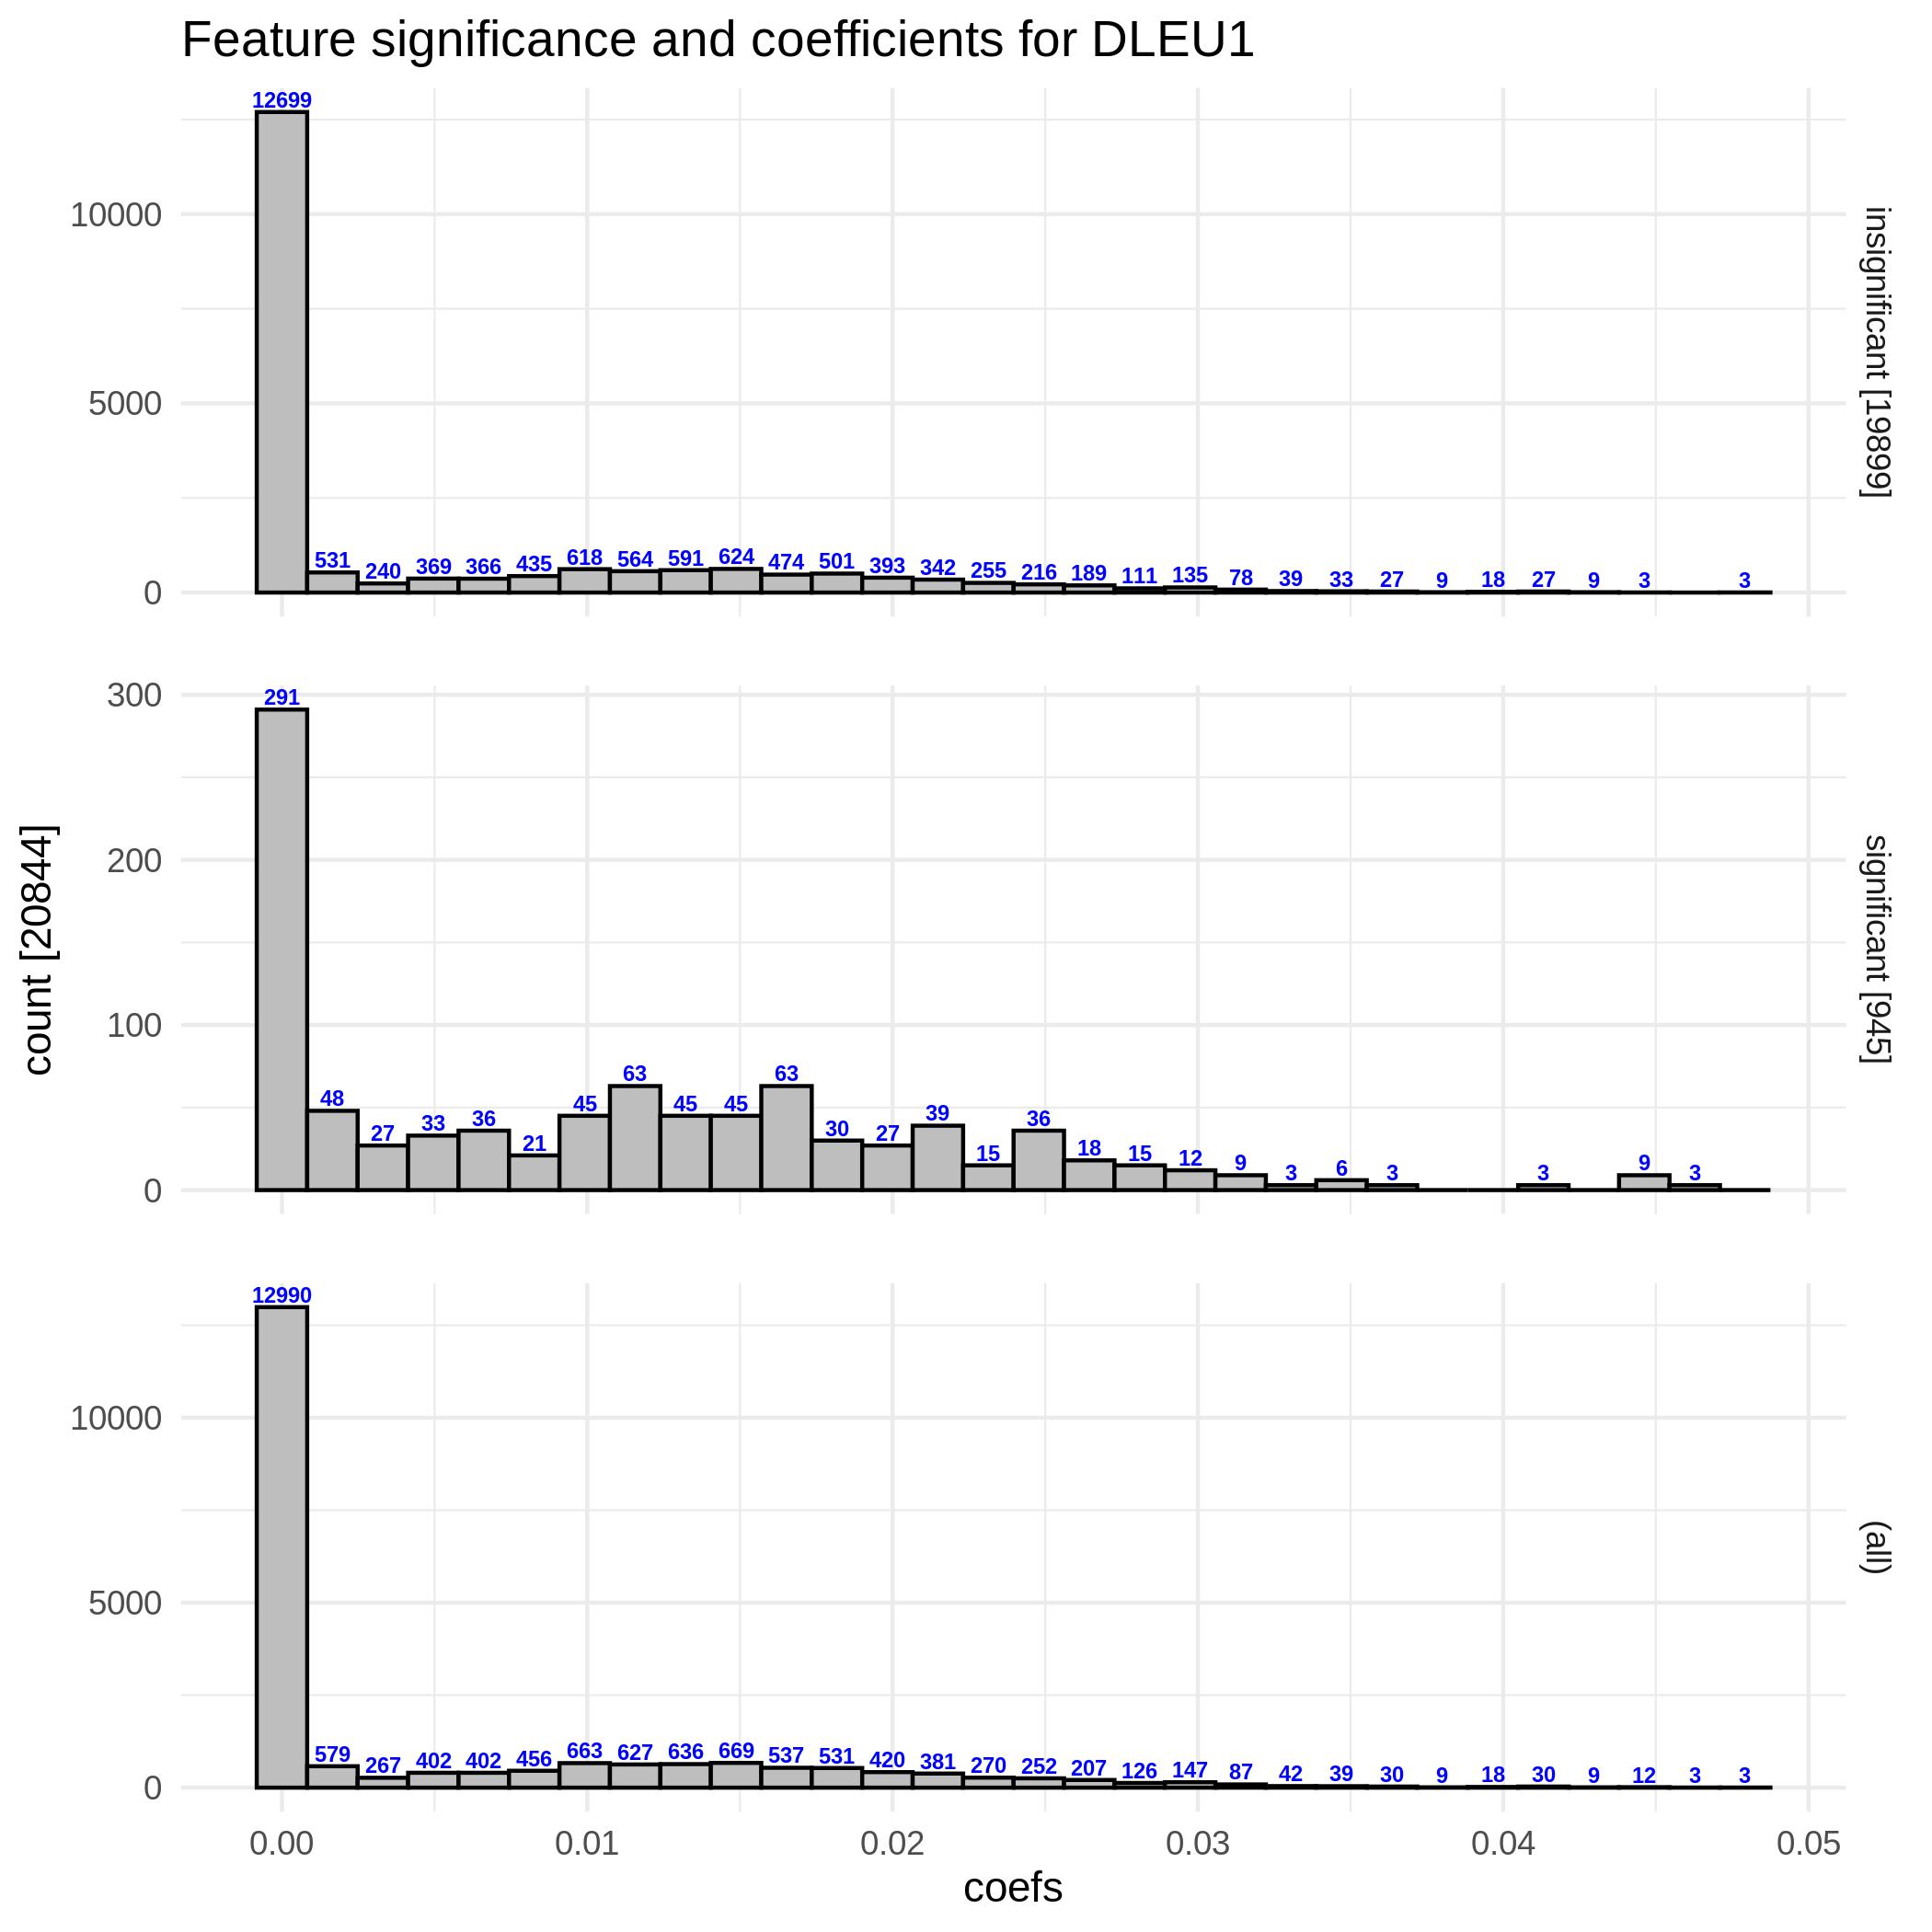 Feature significance and coefficients for DLEU1
12699
10000
5000
0
531 240 369 366 435 618 564 591 624 474 501 393 342 255 216 189 111 135 78 39 33 27 9 18 27 9 3 3
insignificant [19899]
300
200
100
0
291
48 27 33 36 21 45 63 45 45 63 30 27 39 15 36 18 15 12 9 3 6 3 3 9 3
significant [945]
count [20844]
12990
10000
5000
0
579 267 402 402 456 663 627 636 669 537 531 420 381 270 252 207 126 147 87 42 39 30 9 18 30 9 12 3 3
(all)
0.00 0.01 0.02 0.03 0.04 0.05
coefs